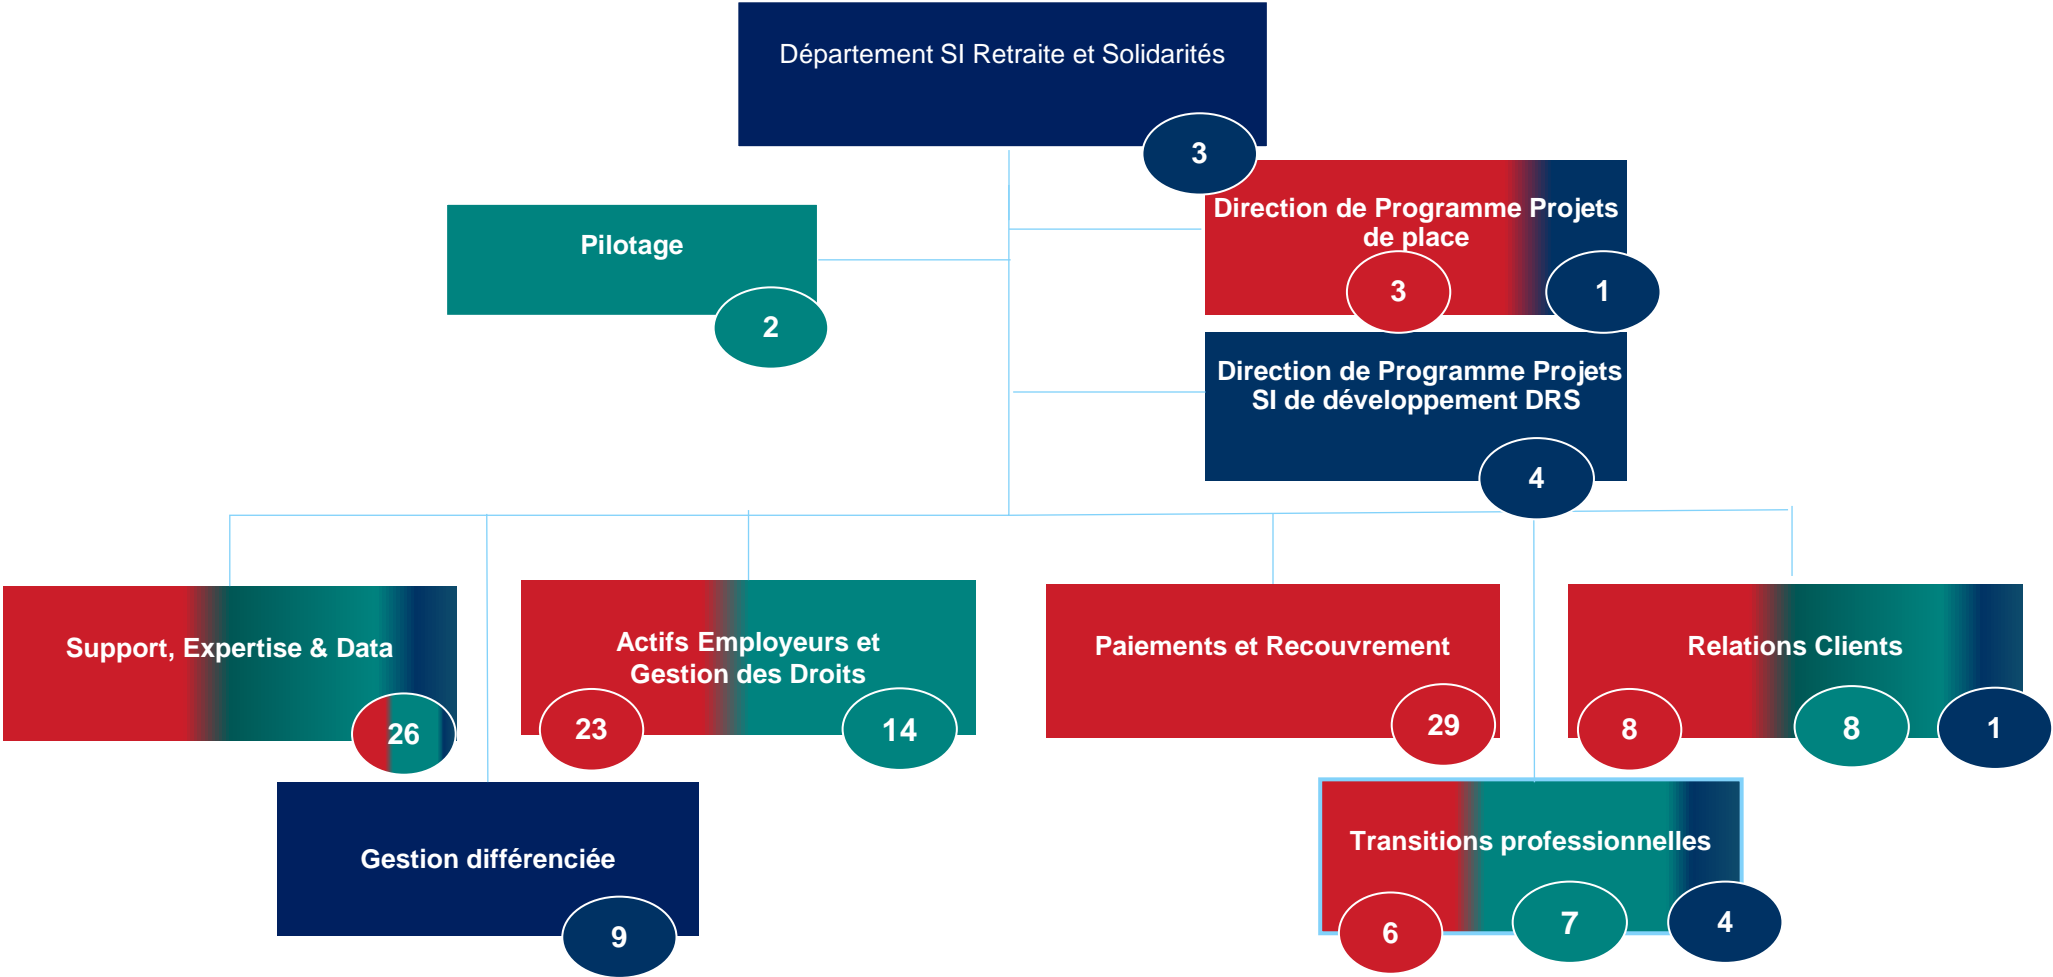 Département SI Retraite et Solidarités
3
Direction de Programme Projets
de place
3
1
Pilotage
2
Direction de Programme Projets
SI de développement DRS
4
Support, Expertise & Data
26
Actifs Employeurs et
Gestion des Droits
23
14
Paiements et Recouvrement
29
Relations Clients
8
8
1
Gestion différenciée
9
Transitions professionnelles
6
7
4